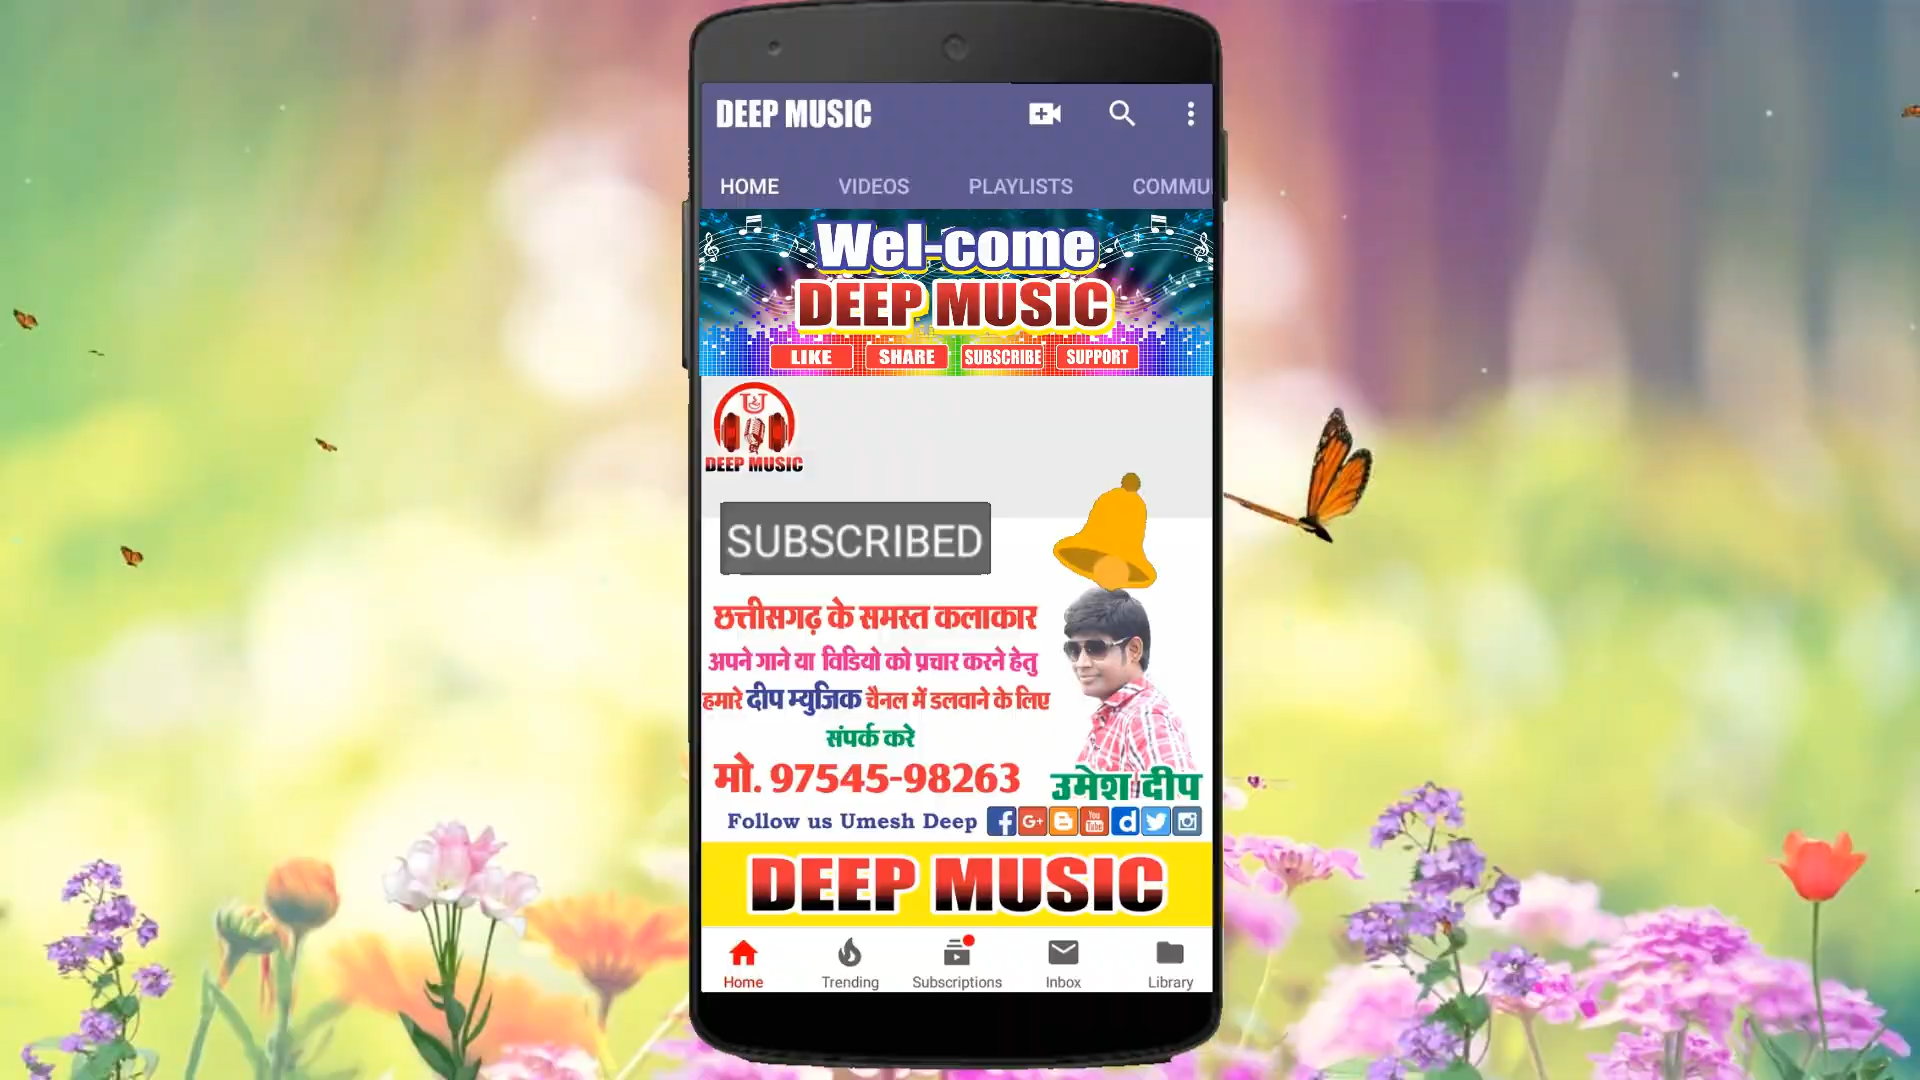 DEEP MUSIC
HOME VIDEOS PLAYLISTS COMMU
Wel-come
DEEP MUSIC
LIKE SHARE SUBSCRIBE SUPPORT
U
DEEP MUSIC
SUBSCRIBED
छत्तीसगढ़ के समस्त कलाकार
अपने गाने या विडियो को प्रचार करने हेतु
हमारे दीप म्युजिक चैनल में डलवाने के लिए
संपर्क करे
मो. 97545-98263
उमेश दीप
Follow us Umesh Deep
f G+ B You Tube d
DEEP MUSIC
Home Trending Subscriptions Inbox Library